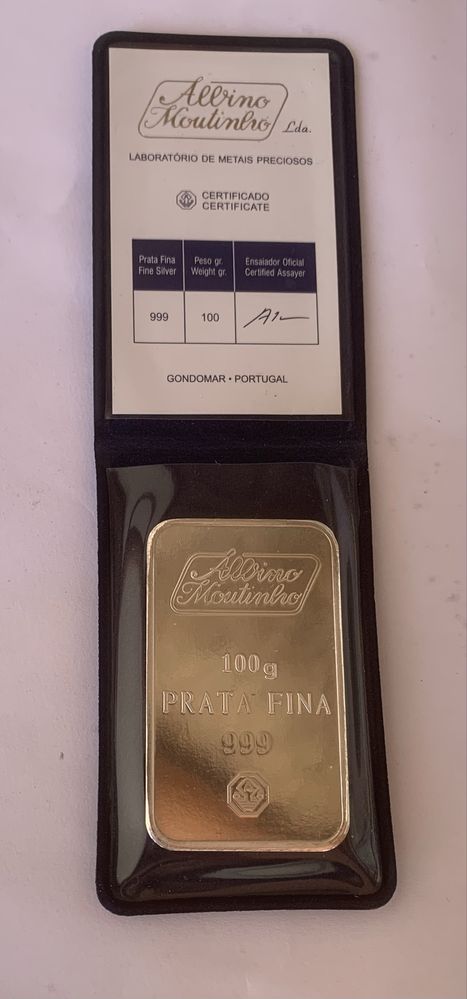 Albino
Moutinho Lda.
LABORATÓRIO DE METAIS PRECIOSOS
CERTIFICADO
CERTIFICATE
Prata Fina
Fine Silver
Peso gr.
Weight gr.
Ensaiador Oficial
Certified Assayer
999
100
GONDOMAR • PORTUGAL
Albino
Moutinho
100g
PRATA FINA
999